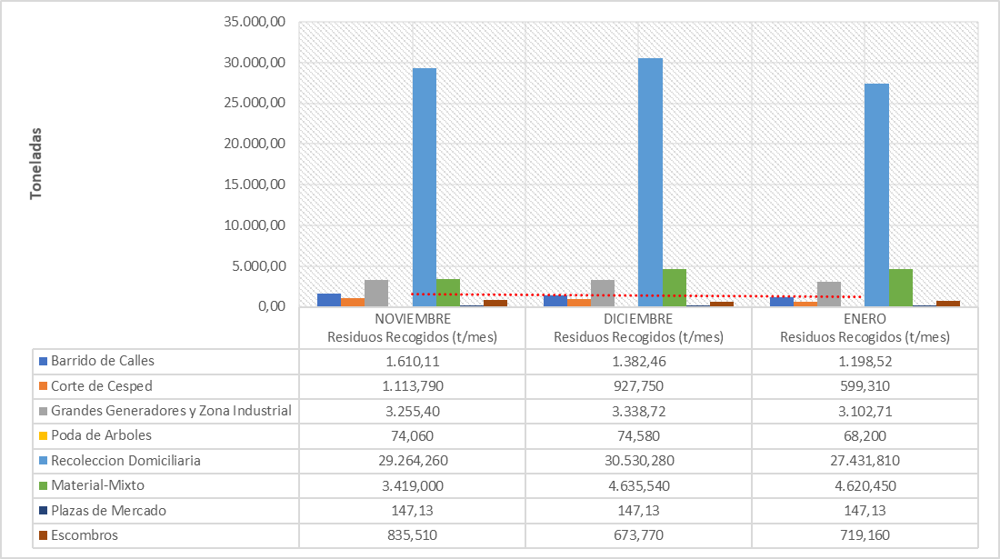 35.000,00
30.000,00
25.000,00
20.000,00
15.000,00
10.000,00
5.000,00
0,00
Toneladas
NOVIEMBRE DICIEMBRE ENERO
Residuos Recogidos (t/mes) Residuos Recogidos (t/mes) Residuos Recogidos (t/mes)
Barrido de Calles 1.610,11 1.382,46 1.198,52
Corte de Cesped 1.113,790 927,750 599,310
Grandes Generadores y Zona Industrial 3.255,40 3.338,72 3.102,71
Poda de Arboles 74,060 74,580 68,200
Recoleccion Domiciliaria 29.264,260 30.530,280 27.431,810
Material-Mixto 3.419,000 4.635,540 4.620,450
Plazas de Mercado 147,13 147,13 147,13
Escombros 835,510 673,770 719,160